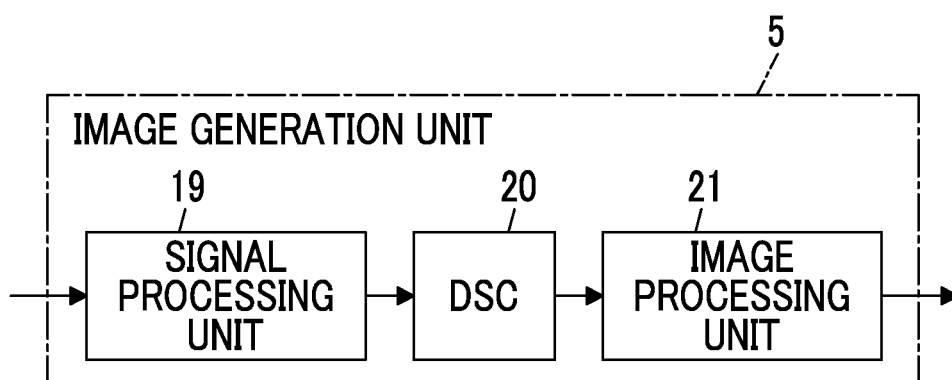 5
IMAGE GENERATION UNIT
19
20
21
SIGNAL
PROCESSING
UNIT
DSC
IMAGE
PROCESSING
UNIT